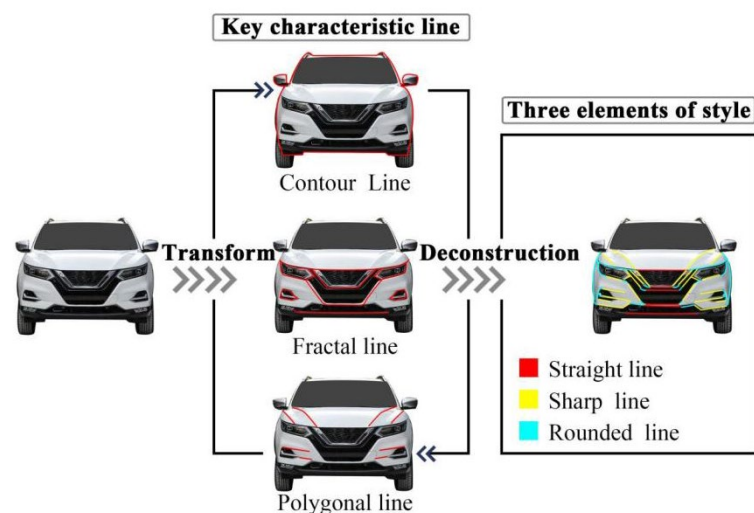 Key characteristic line
Contour Line
Three elements of style
Transform
Deconstruction
Fractal line
Straight line
Sharp line
Rounded line
Polygonal line